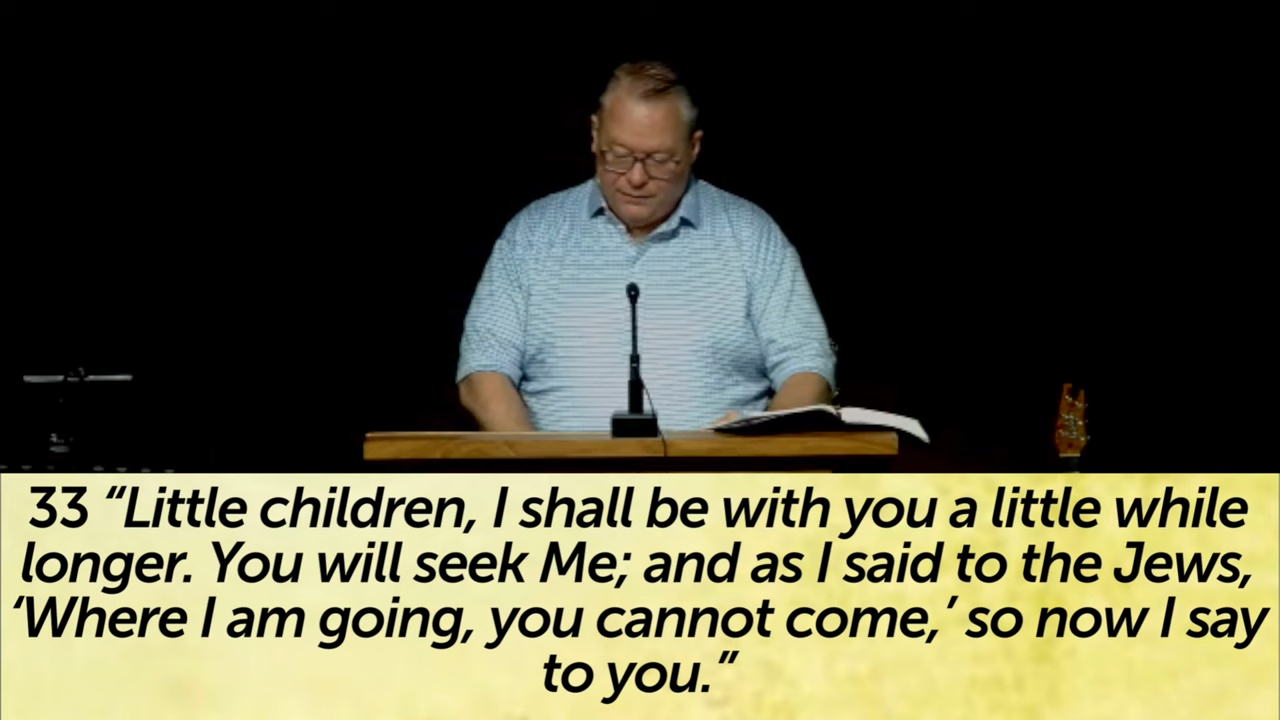 33 “Little children, I shall be with you a little while
longer. You will seek Me; and as I said to the Jews,
‘Where I am going, you cannot come,’ so now I say
to you.”